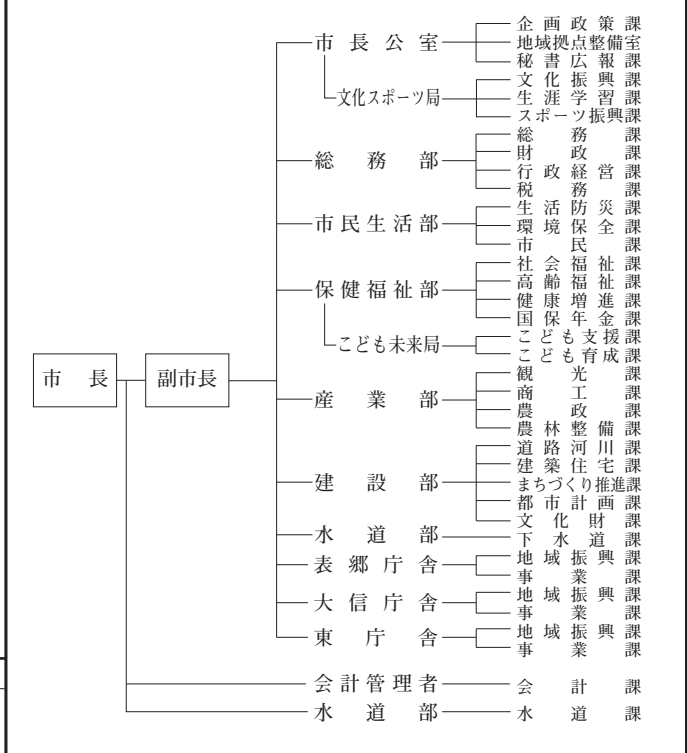 市長
副市長
市長公室
企画政策課
地域拠点整備室
秘書広報課
文化スポーツ局
文化振興課
生涯学習課
スポーツ振興課
総務部
総務課
財政課
行政経営課
税務課
市民生活部
生活防災課
環境保全課
市民課
保健福祉部
社会福祉課
高齢福祉課
健康増進課
国保年金課
こども未来局
こども支援課
こども育成課
産業部
観光課
商工課
農政課
農林整備課
建設部
道路河川課
建築住宅課
まちづくり推進課
都市計画課
文化財課
水道部
下水道課
表郷庁舎
地域振興課
事業課
大信庁舎
地域振興課
事業課
東庁舎
地域振興課
事業課
会計管理者
会計課
水道部
水道課